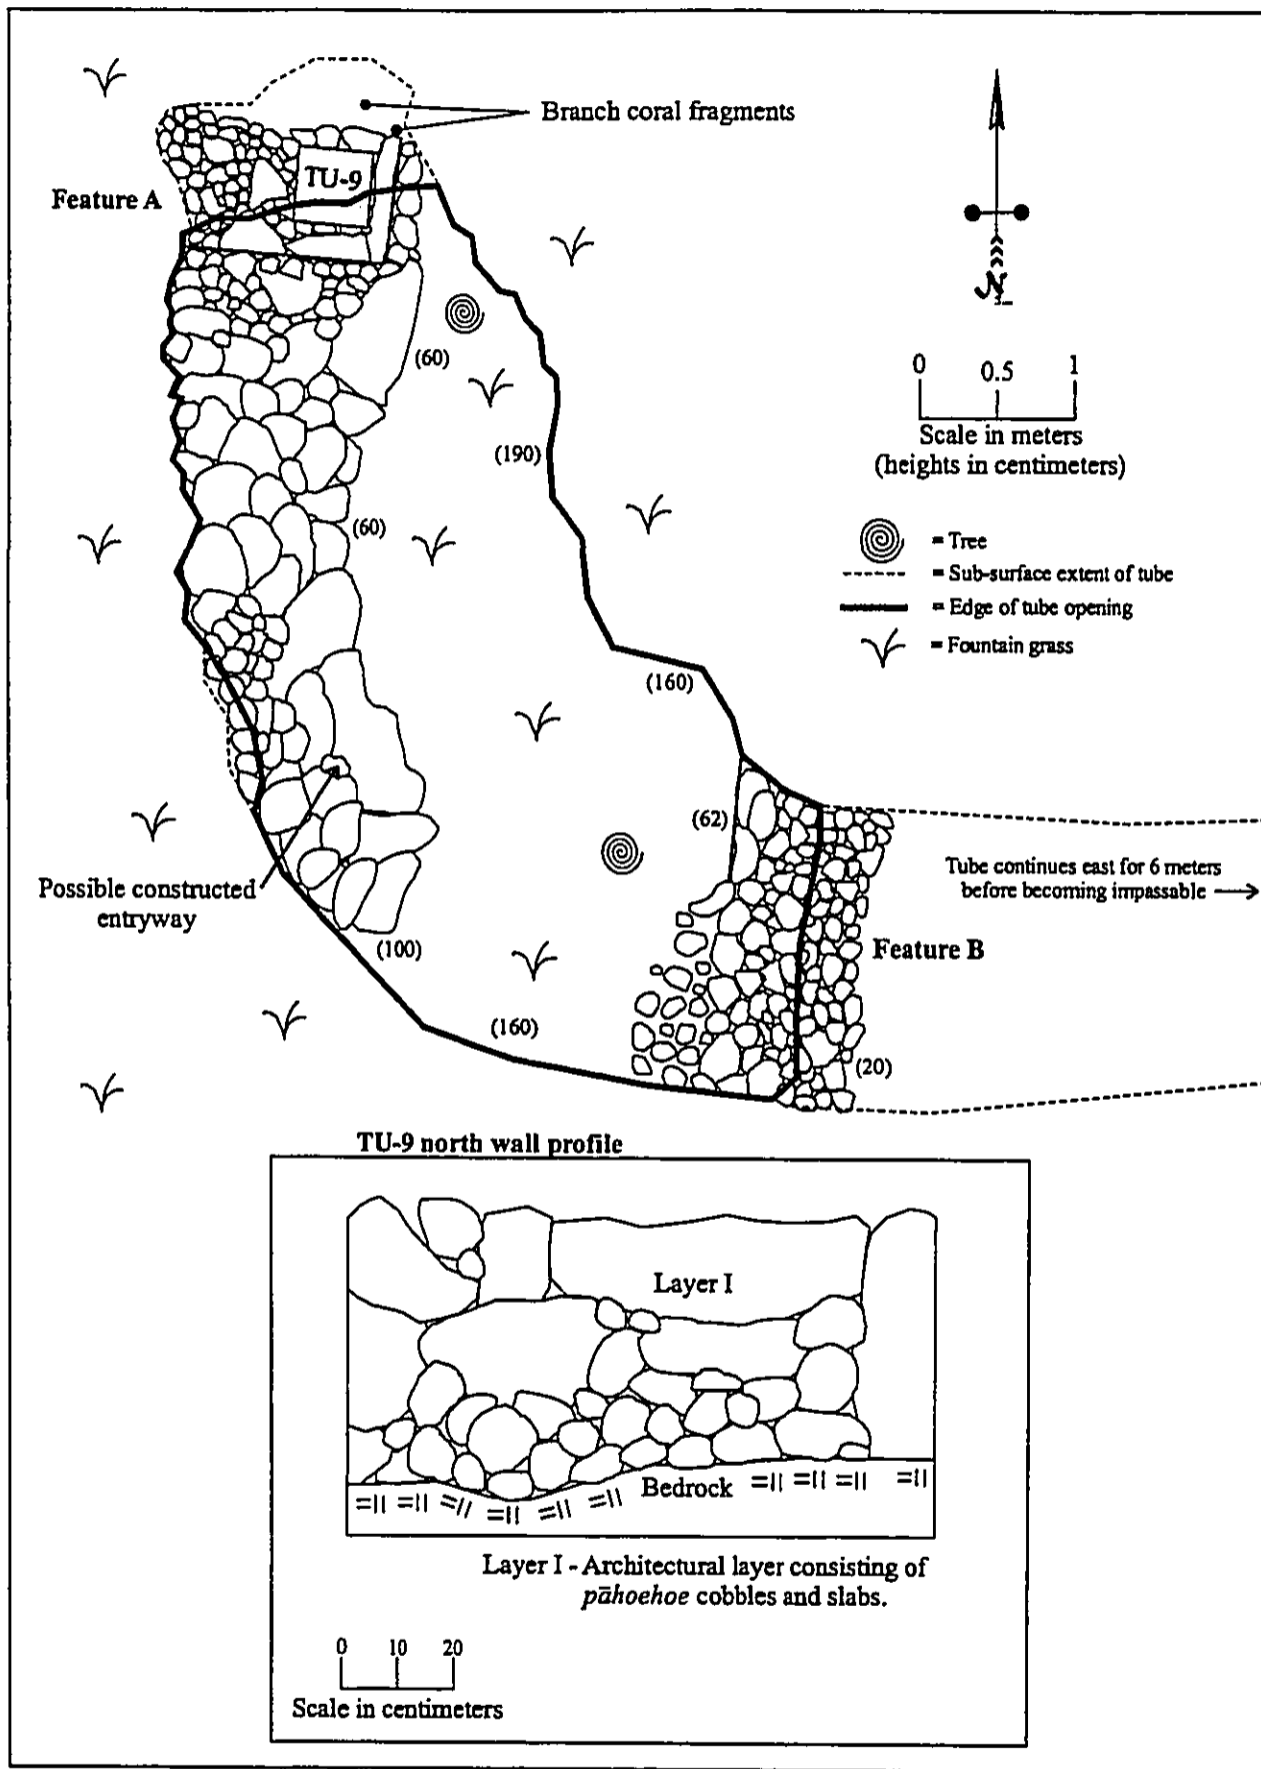 Branch coral fragments
TU-9
Feature A
N
(60)
0 0.5 1
Scale in meters
(heights in centimeters)
(190)
(60)
= Tree
= Sub-surface extent of tube
= Edge of tube opening
= Fountain grass
(160)
(62)
Possible constructed
entryway
Tube continues east for 6 meters
before becoming impassable
(100)
Feature B
(160)
(20)
TU-9 north wall profile
Layer I
Bedrock
Layer I - Architectural layer consisting of
pāhoehoe cobbles and slabs.
0 10 20
Scale in centimeters